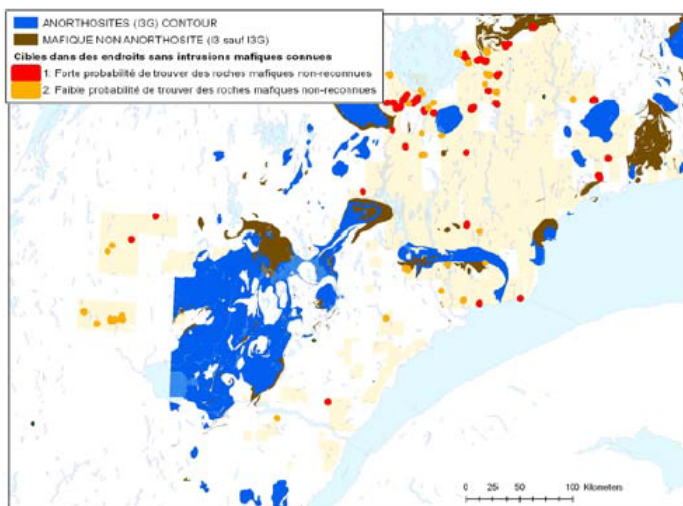 ANORTHOSITES (I3G) CONTOUR
MAFIQUE NON ANORTHOSITE (I3 sauf I3G)
Cibles dans des endroits sans intrusions mafiques connues
1: Forte probabilité de trouver des roches mafiques non-reconnues
2: Faible probabilité de trouver des roches mafiques non-reconnues
0 25 50 100 Kilometers